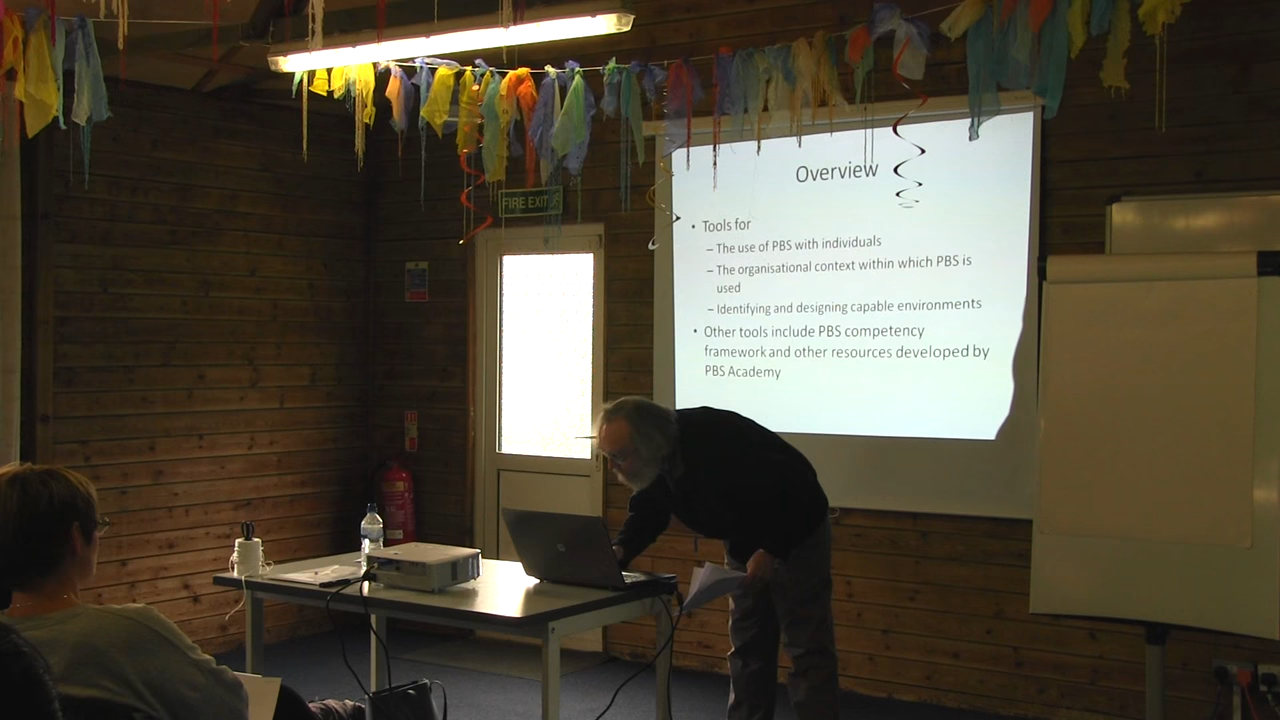 FIRE EXIT
Overview
• Tools for
– The use of PBS with individuals
– The organisational context within which PBS is
used
– Identifying and designing capable environments
• Other tools include PBS competency
framework and other resources developed by
PBS Academy